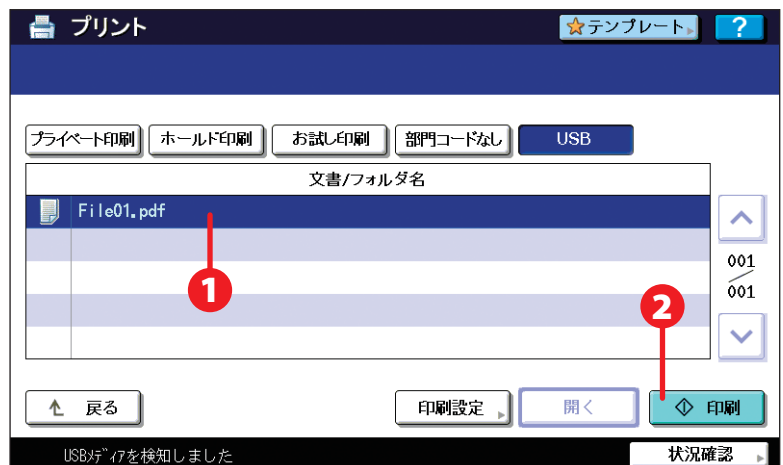 プリント ☆テンプレート ?
プライベート印刷 ホールド印刷 お試し印刷 部門コードなし USB
文書/フォルダ名
File01.pdf
1
001
001
2
戻る 印刷設定 開く 印刷
USBメディアを検知しました 状況確認